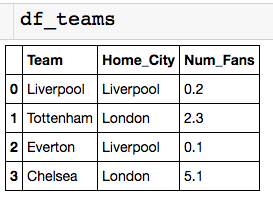 df_teams
Team Home_City Num_Fans
0 Liverpool Liverpool 0.2
1 Tottenham London 2.3
2 Everton Liverpool 0.1
3 Chelsea London 5.1